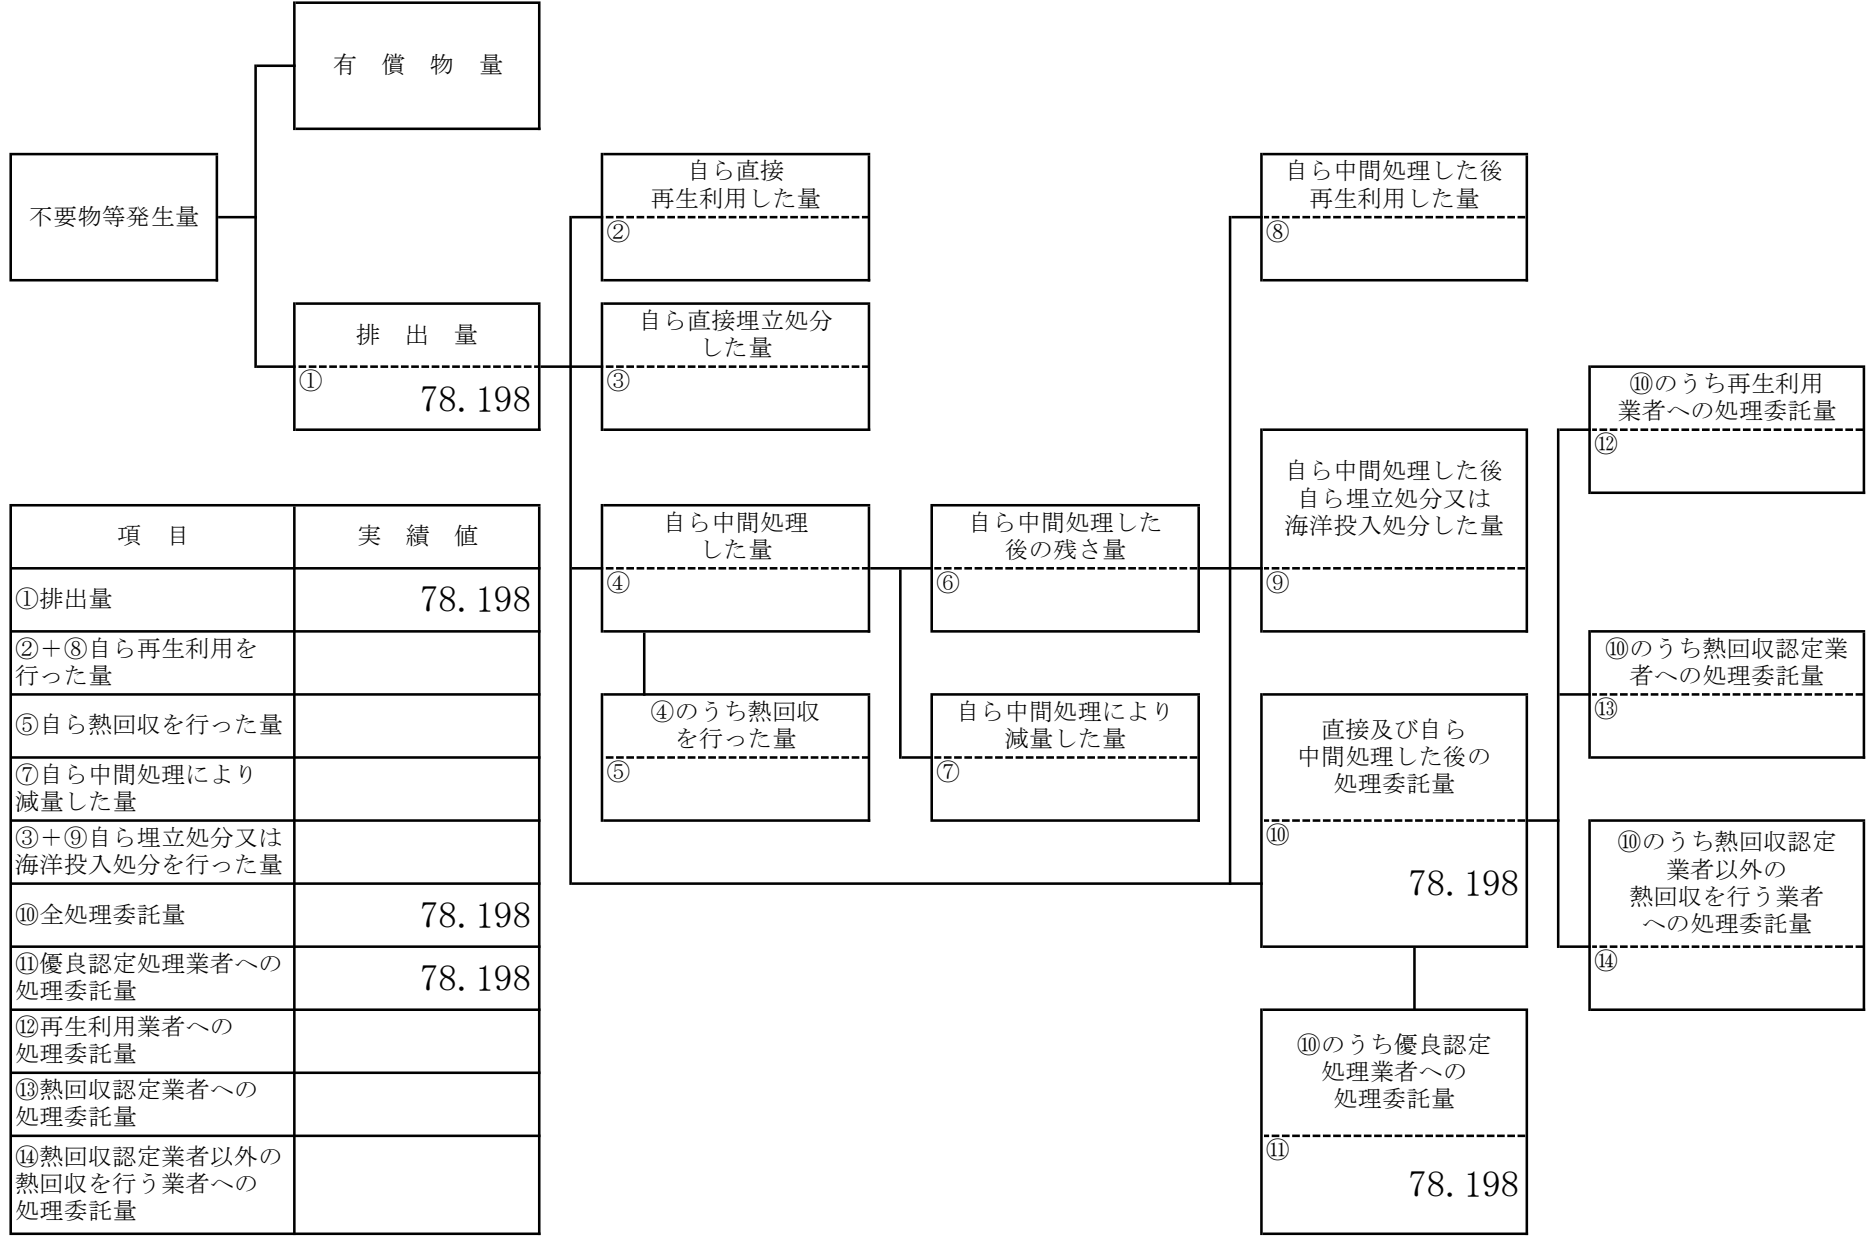 有　償　物　量
不要物等発生量
排　出　量
①
78.198
自ら直接
再生利用した量
②
自ら直接埋立処分
した量
③
自ら中間処理
した量
④
④のうち熱回収
を行った量
⑤
自ら中間処理した
後の残さ量
⑥
自ら中間処理により
減量した量
⑦
自ら中間処理した後
再生利用した量
⑧
自ら中間処理した後
自ら埋立処分又は
海洋投入処分した量
⑨
直接及び自ら
中間処理した後の
処理委託量
⑩
78.198
⑩のうち優良認定
処理業者への
処理委託量
⑪
78.198
⑩のうち再生利用
業者への処理委託量
⑫
⑩のうち熱回収認定業
者への処理委託量
⑬
⑩のうち熱回収認定
業者以外の
熱回収を行う業者
への処理委託量
⑭
項　目　実　績　値
①排出量　78.198
②＋⑧自ら再生利用を
行った量
⑤自ら熱回収を行った量
⑦自ら中間処理により
減量した量
③＋⑨自ら埋立処分又は
海洋投入処分を行った量
⑩全処理委託量　78.198
⑪優良認定処理業者への
処理委託量　78.198
⑫再生利用業者への
処理委託量
⑬熱回収認定業者への
処理委託量
⑭熱回収認定業者以外の
熱回収を行う業者への
処理委託量